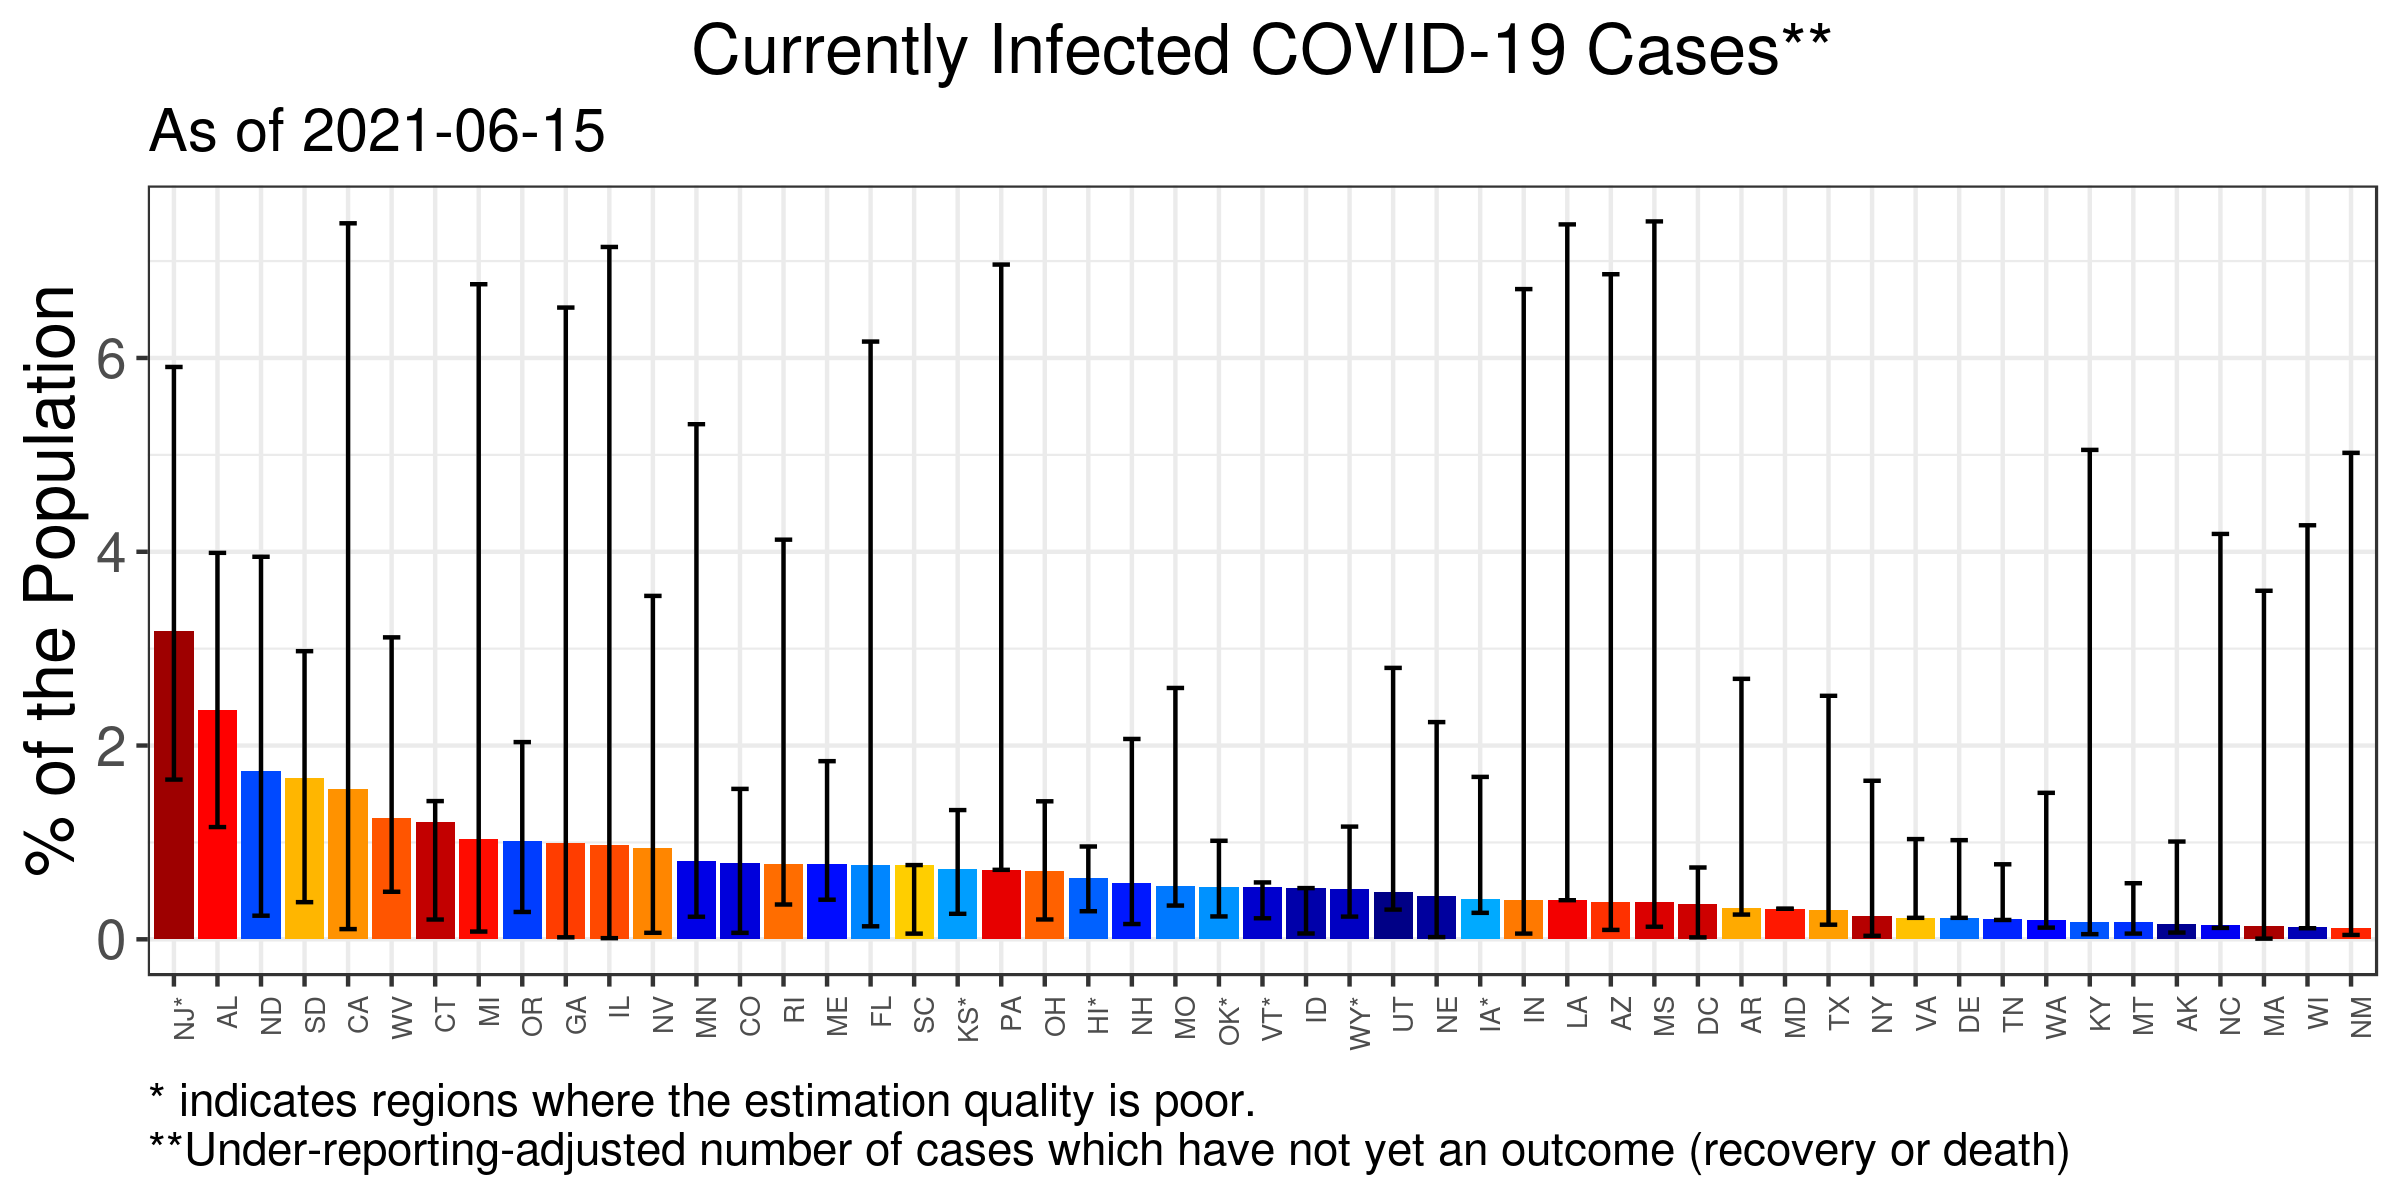 Currently Infected COVID-19 Cases**
As of 2021-06-15
% of the Population
6
4
2
0
NJ* AL ND SD CA WV CT MI OR GA IL NV MN CO RI ME FL SC KS* PA OH HI* NH MO OK* VT* ID WY* UT NE IA* IN LA AZ MS DC AR MD TX NY VA DE TN WA KY MT AK NC MA WI NM
* indicates regions where the estimation quality is poor.
**Under-reporting-adjusted number of cases which have not yet an outcome (recovery or death)